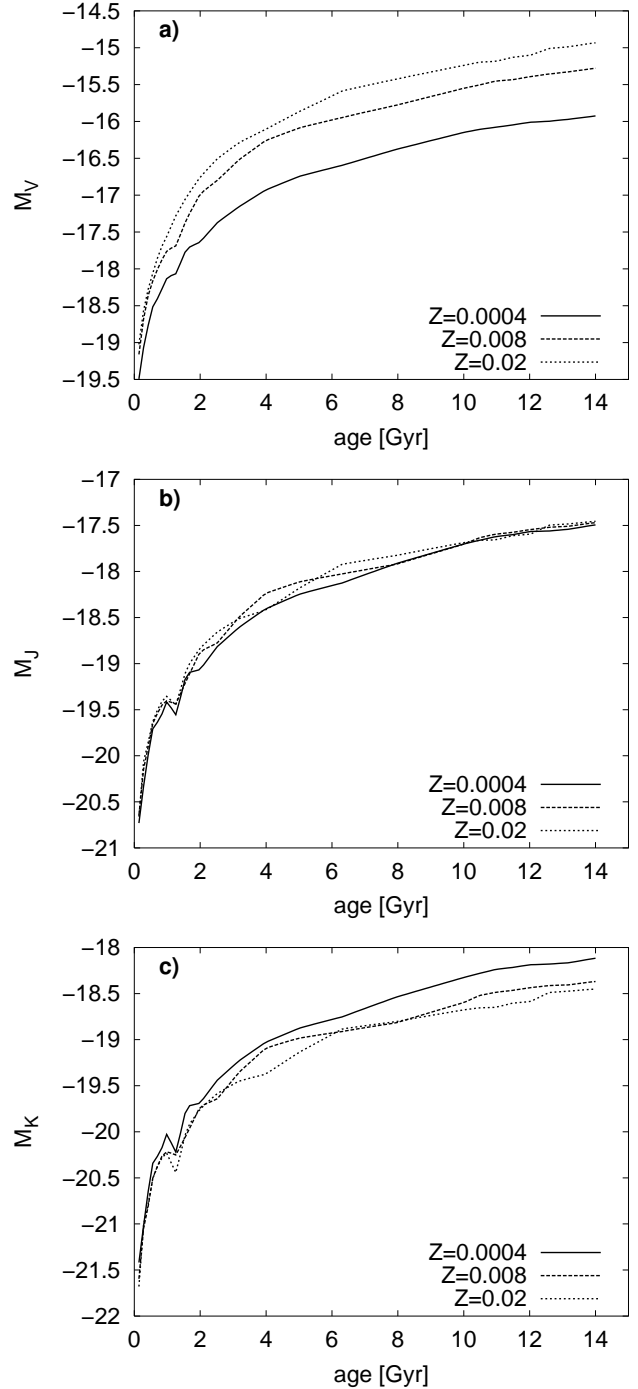 a)
−14.5
−15
−15.5
−16
−16.5
−17
−17.5
−18
−18.5
−19
−19.5
M_V
Z=0.0004
Z=0.008
Z=0.02
0 2 4 6 8 10 12 14
age [Gyr]
b)
−17
−17.5
−18
−18.5
−19
−19.5
−20
−20.5
−21
M_J
Z=0.0004
Z=0.008
Z=0.02
0 2 4 6 8 10 12 14
age [Gyr]
c)
−18
−18.5
−19
−19.5
−20
−20.5
−21
−21.5
−22
M_K
Z=0.0004
Z=0.008
Z=0.02
0 2 4 6 8 10 12 14
age [Gyr]